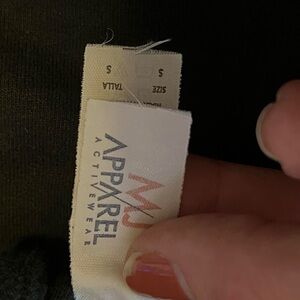 MJ
APPAREL
ACTIVEWEAR
SIZE S
TALLA S